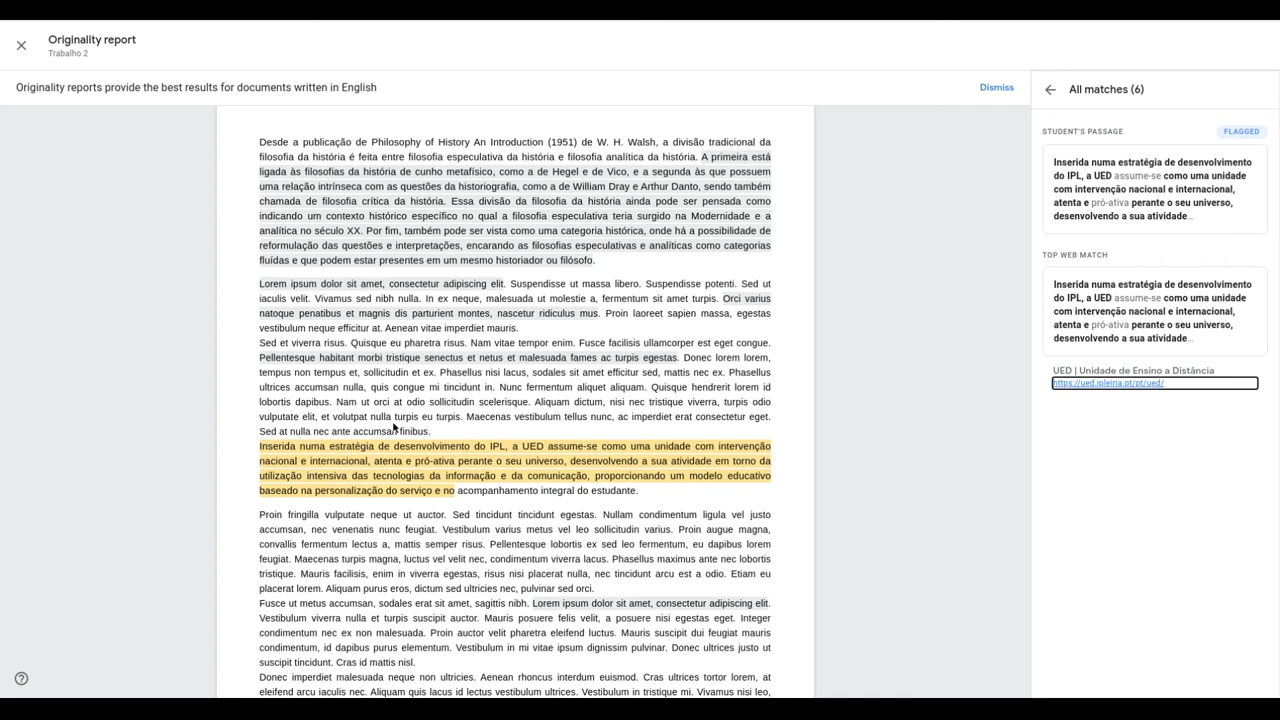 Originality report
Trabalho 2
Originality reports provide the best results for documents written in English
Dismiss
Desde a publicação de Philosophy of History An Introduction (1951) de W. H. Walsh, a divisão tradicional da
filosofia da história é feita entre filosofia especulativa da história e filosofia analítica da história. A primeira está
ligada às filosofias da história de cunho metafísico, como a de Hegel e de Vico, e a segunda às que possuem
uma relação intrínseca com as questões da historiografia, como a de William Dray e Arthur Danto, sendo também
chamada de filosofia crítica da história. Essa divisão da filosofia da história ainda pode ser pensada como
indicando um contexto histórico específico no qual a filosofia especulativa teria surgido na Modernidade e a
analítica no século XX. Por fim, também pode ser vista como uma categoria histórica, onde há a possibilidade de
reformulação das questões e interpretações, encarando as filosofias especulativas e analíticas como categorias
fluídas e que podem estar presentes em um mesmo historiador ou filósofo.
Lorem ipsum dolor sit amet, consectetur adipiscing elit. Suspendisse ut massa libero. Suspendisse potenti. Sed ut
iaculis velit. Vivamus sed nibh nulla. In ex neque, malesuada ut molestie a, fermentum sit amet turpis. Orci varius
natoque penatibus et magnis dis parturient montes, nascetur ridiculus mus. Proin laoreet sapien massa, egestas
vestibulum neque efficitur at. Aenean vitae imperdiet mauris.
Sed et viverra risus. Quisque eu pharetra risus. Nam vitae tempor enim. Fusce facilisis ullamcorper est eget congue.
Pellentesque habitant morbi tristique senectus et netus et malesuada fames ac turpis egestas. Donec lorem lorem,
tempus non tempus et, sollicitudin et ex. Phasellus nisi lacus, sodales sit amet efficitur sed, mattis nec ex. Phasellus
ultrices accumsan nulla, quis congue mi tincidunt in. Nunc fermentum aliquet aliquam. Quisque hendrerit lorem id
lobortis dapibus. Nam ut orci at odio sollicitudin scelerisque. Aliquam dictum, nisi nec tristique viverra, turpis odio
vulputate elit, et volutpat nulla turpis eu turpis. Maecenas vestibulum tellus nunc, ac imperdiet erat consectetur eget.
Sed at nulla nec ante accumsan finibus.
Inserida numa estratégia de desenvolvimento do IPL, a UED assume-se como uma unidade com intervenção
nacional e internacional, atenta e pró-ativa perante o seu universo, desenvolvendo a sua atividade em torno da
utilização intensiva das tecnologias da informação e da comunicação, proporcionando um modelo educativo
baseado na personalização do serviço e no acompanhamento integral do estudante.
Proin fringilla vulputate neque ut auctor. Sed tincidunt tincidunt egestas. Nullam condimentum ligula vel justo
accumsan, nec venenatis nunc feugiat. Vestibulum varius metus vel leo sollicitudin varius. Proin augue magna,
convallis fermentum lectus a, mattis semper risus. Pellentesque lobortis ex sed leo fermentum, eu dapibus lorem
feugiat. Maecenas turpis magna, luctus vel velit nec, condimentum viverra lacus. Phasellus maximus ante nec lobortis
tristique. Mauris facilisis, enim in viverra egestas, risus nisi placerat nulla, nec tincidunt arcu est a odio. Etiam eu
placerat lorem. Aliquam purus eros, dictum sed ultricies nec, pulvinar sed orci.
Fusce ut metus accumsan, sodales erat sit amet, sagittis nibh. Lorem ipsum dolor sit amet, consectetur adipiscing elit.
Vestibulum viverra nulla et turpis suscipit auctor. Mauris posuere felis velit, a posuere nisi egestas eget. Integer
condimentum nec ex non malesuada. Proin auctor velit pharetra eleifend luctus. Mauris suscipit dui feugiat mauris
condimentum, id dapibus purus elementum. Vestibulum in mi vitae ipsum dignissim pulvinar. Donec ultrices justo ut
suscipit tincidunt. Cras id mattis nisl.
Donec imperdiet malesuada neque non ultricies. Aenean rhoncus interdum euismod. Cras ultrices tortor lorem, at
eleifend arcu iaculis nec. Aliquam quis lacus id lectus vestibulum ultrices. Vestibulum in tristique mi. Vivamus nisi leo,
All matches (6)
STUDENT'S PASSAGE
FLAGGED
Inserida numa estratégia de desenvolvimento
do IPL, a UED assume-se como uma unidade
com intervenção nacional e internacional,
atenta e pró-ativa perante o seu universo,
desenvolvendo a sua atividade...
TOP WEB MATCH
Inserida numa estratégia de desenvolvimento
do IPL, a UED assume-se como uma unidade
com intervenção nacional e internacional,
atenta e pró-ativa perante o seu universo,
desenvolvendo a sua atividade...
UED | Unidade de Ensino a Distância
https://ued.ipleiria.pt/pt/ued/